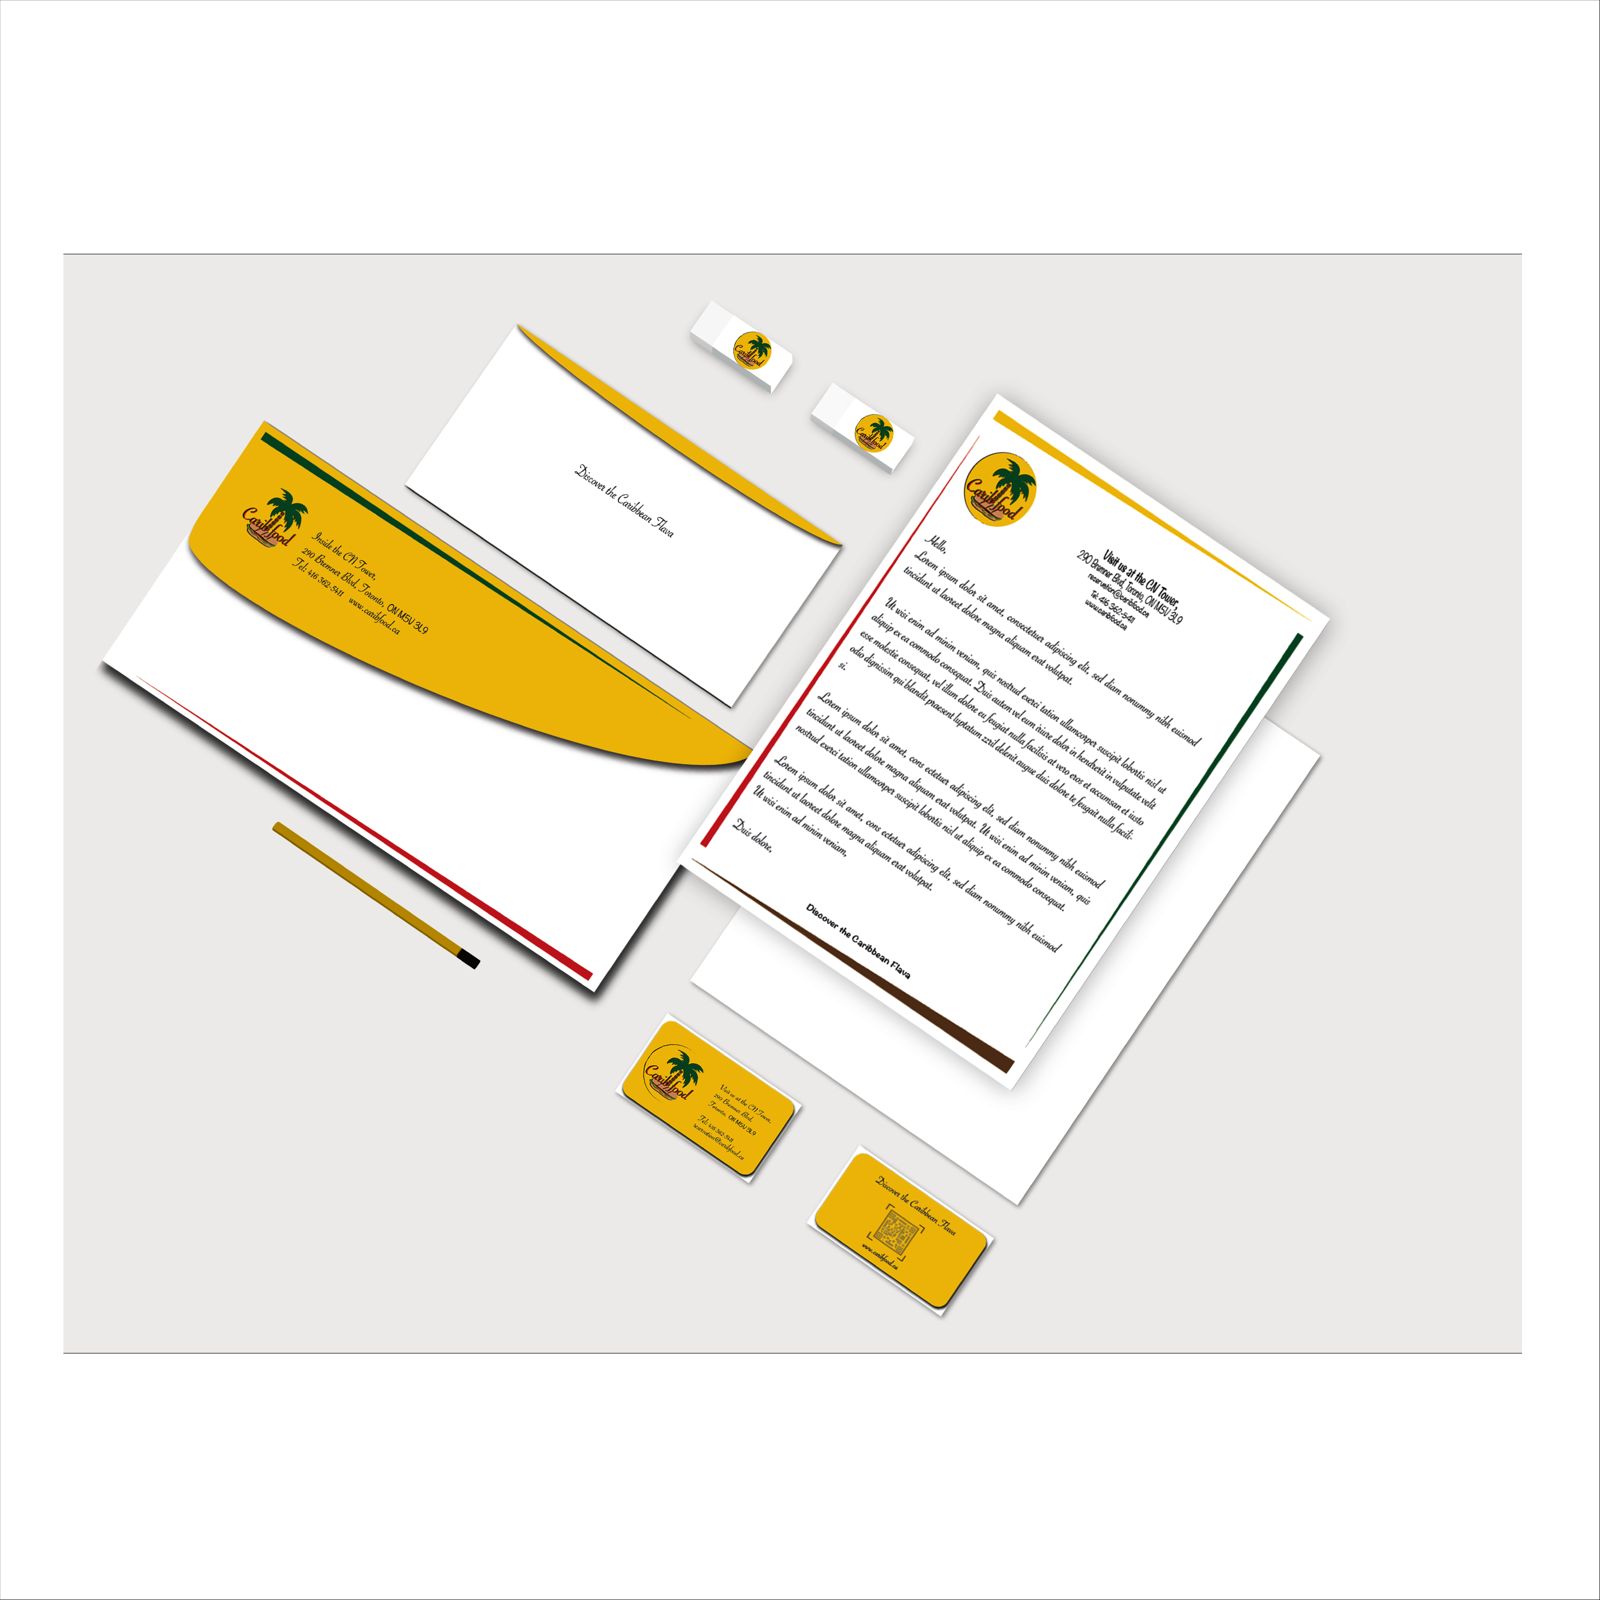 Caribfood
Inside the CN Tower,
290 Bremner Blvd, Toronto, ON M5V 3L9
Tel: 416 362-5411 www.caribfood.ca
Discover the Caribbean Flava
Caribfood
Caribfood
Caribfood
Visit us at the CN Tower,
290 Bremner Blvd, Toronto, ON M5V 3L9
reservation@caribfood.ca
Tel: 416 362-5411
www.caribfood.ca
Hello,
Lorem ipsum dolor sit amet, consectetuer adipiscing elit, sed diam nonummy nibh euismod
tincidunt ut laoreet dolore magna aliquam erat volutpat.
Ut wisi enim ad minim veniam, quis nostrud exerci tation ullamcorper suscipit lobortis nisl ut
aliquip ex ea commodo consequat. Duis autem vel eum iriure dolor in hendrerit in vulputate velit
esse molestie consequat, vel illum dolore eu feugiat nulla facilisis at vero eros et accumsan et iusto
odio dignissim qui blandit praesent luptatum zzril delenit augue duis dolore te feugait nulla facili-
si.
Lorem ipsum dolor sit amet, cons ectetuer adipiscing elit, sed diam nonummy nibh euismod
tincidunt ut laoreet dolore magna aliquam erat volutpat. Ut wisi enim ad minim veniam, quis
nostrud exerci tation ullamcorper suscipit lobortis nisl ut aliquip ex ea commodo consequat.
Lorem ipsum dolor sit amet, cons ectetuer adipiscing elit, sed diam nonummy nibh euismod
tincidunt ut laoreet dolore magna aliquam erat volutpat.
Ut wisi enim ad minim veniam,
Duis dolore,
Discover the Caribbean Flava
Caribfood
Visit us at the CN Tower,
290 Bremner Blvd,
Toronto, ON M5V 3L9
Tel: 416 362-5411
reservation@caribfood.ca
Discover the Caribbean Flava
www.caribfood.ca